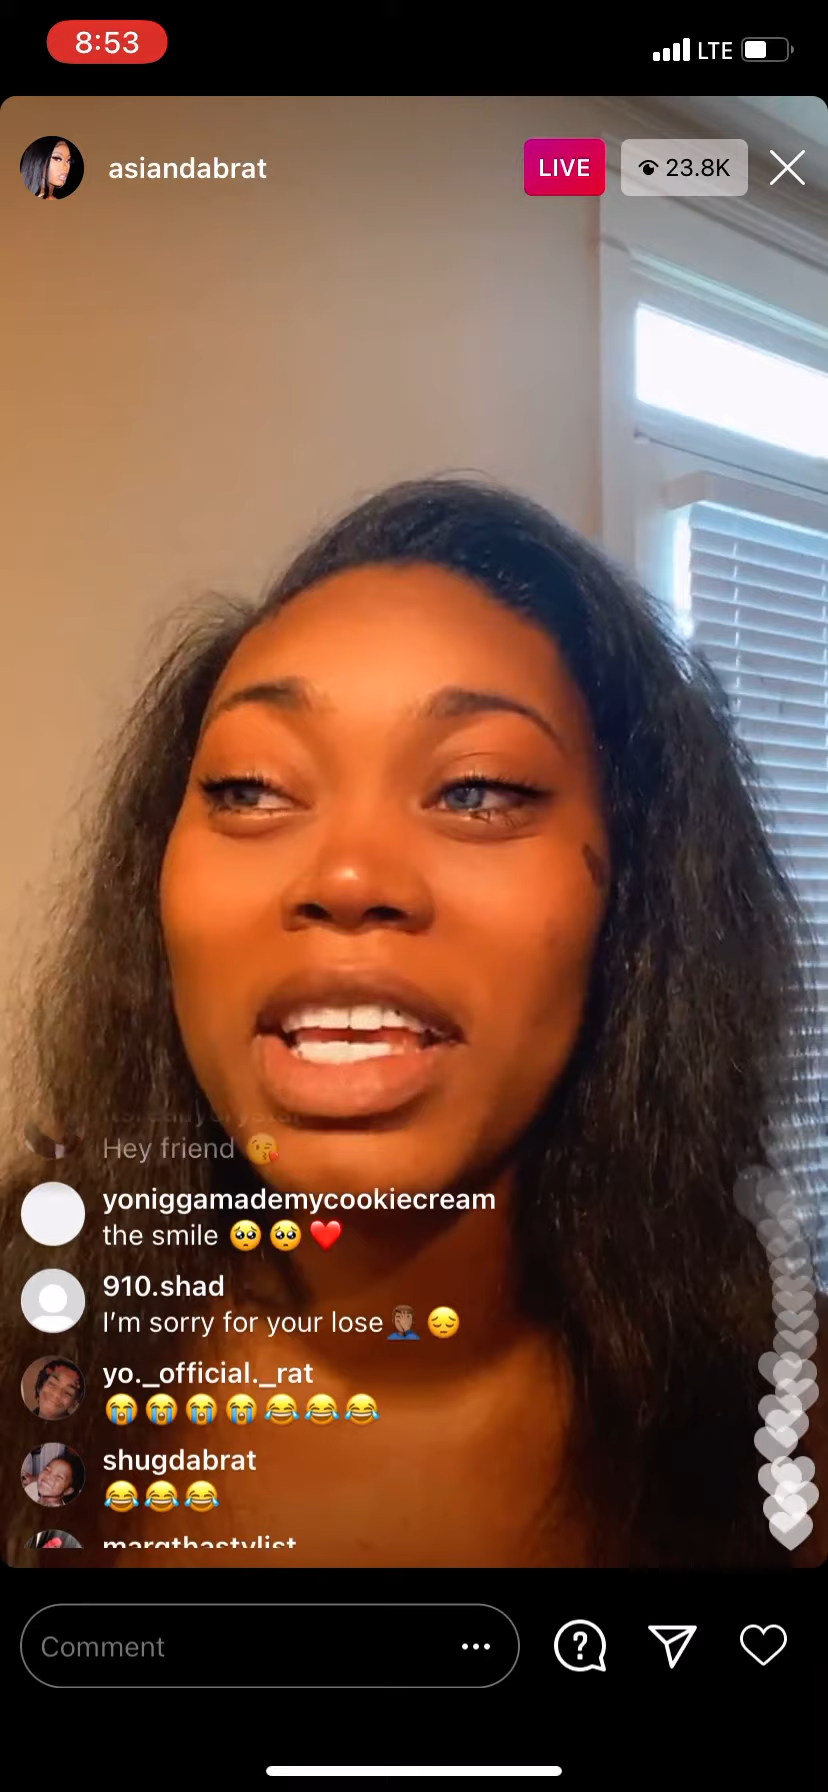 8:53
LTE
asiandabrat
LIVE
23.8K
Hey friend 😘
yoniggamademycookiecream
the smile 🥺🥺❤️
910.shad
I'm sorry for your lose🤦🏾‍♂️😔
yo._official._rat
😭😭😭😭😂😂😂
shugdabrat
😂😂😂
margthastylist
Comment